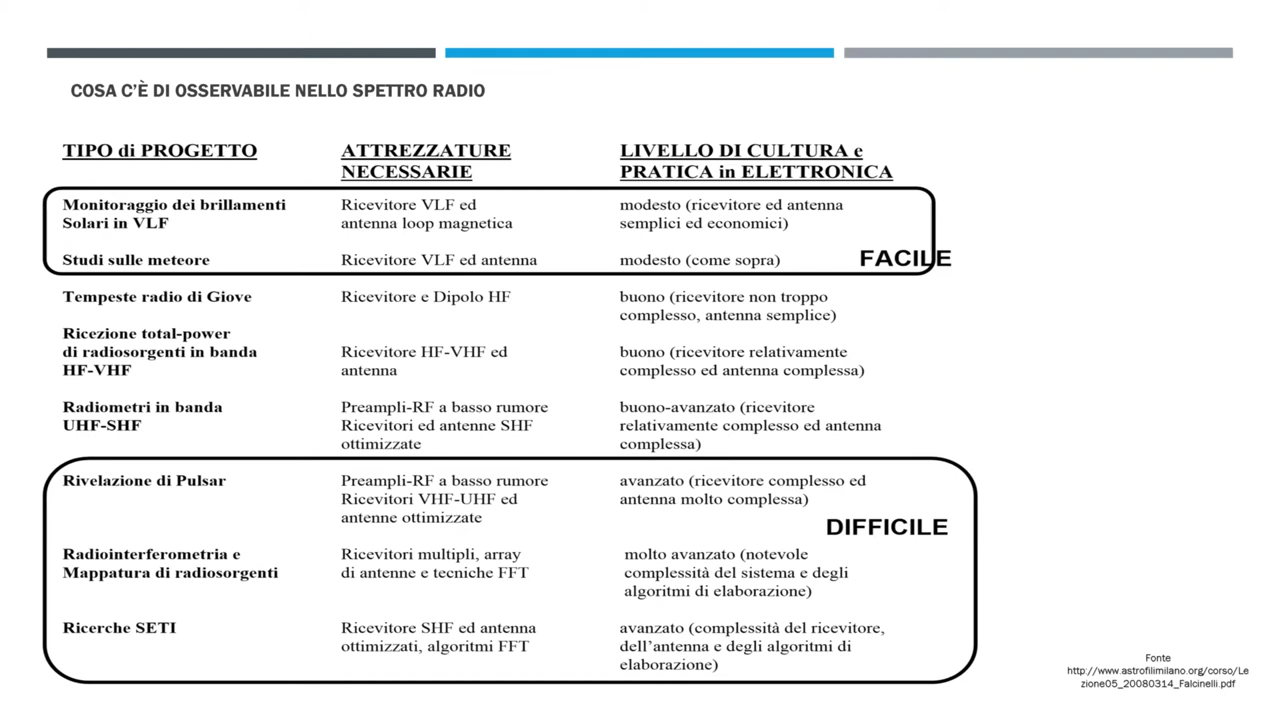 COSA C'È DI OSSERVABILE NELLO SPETTRO RADIO
TIPO di PROGETTO
ATTREZZATURE
NECESSARIE
LIVELLO DI CULTURA e
PRATICA in ELETTRONICA
Monitoraggio dei brillamenti
Solari in VLF
Ricevitore VLF ed
antenna loop magnetica
modesto (ricevitore ed antenna
semplici ed economici)
Studi sulle meteore
Ricevitore VLF ed antenna
modesto (come sopra)
FACILE
Tempeste radio di Giove
Ricevitore e Dipolo HF
buono (ricevitore non troppo
complesso, antenna semplice)
Ricezione total-power
di radiosorgenti in banda
HF-VHF
Ricevitore HF-VHF ed
antenna
buono (ricevitore relativamente
complesso ed antenna complessa)
Radiometri in banda
UHF-SHF
Preampli-RF a basso rumore
Ricevitori ed antenne SHF
ottimizzate
buono-avanzato (ricevitore
relativamente complesso ed antenna
complessa)
Rivelazione di Pulsar
Preampli-RF a basso rumore
Ricevitori VHF-UHF ed
antenne ottimizzate
avanzato (ricevitore complesso ed
antenna molto complessa)
DIFFICILE
Radiointerferometria e
Mappatura di radiosorgenti
Ricevitori multipli, array
di antenne e tecniche FFT
molto avanzato (notevole
complessità del sistema e degli
algoritmi di elaborazione)
Ricerche SETI
Ricevitore SHF ed antenna
ottimizzati, algoritmi FFT
avanzato (complessità del ricevitore,
dell'antenna e degli algoritmi di
elaborazione)
Fonte
http://www.astrofilimilano.org/corso/Le
zione05_20080314_Falcinelli.pdf